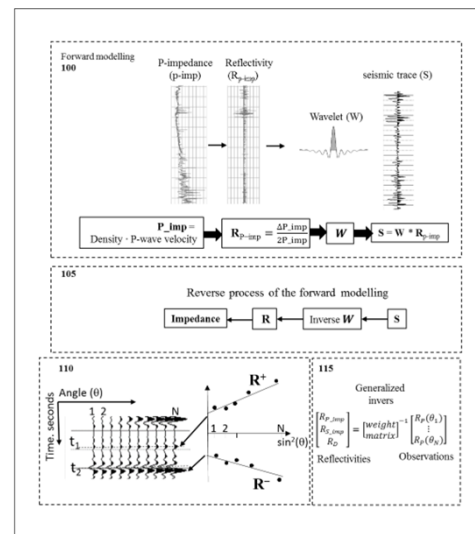 Forward modelling
100
P-impedance
(p-imp)
Reflectivity
(R_p-imp)
Wavelet (W)
seismic trace (S)
P_imp =
Density · P-wave velocity
R_P−imp = ΔP_imp / 2P_imp
W
S = W * R_p-imp
105
Reverse process of the forward modelling
Impedance
R
Inverse W
S
110
Angle (θ)
1 2 N
Time. seconds
t₁
t₂
R⁺
1 2 N
sin²(θ)
R⁻
115
Generalized
invers
[R_P_imp R_S_imp R_D] = [weight matrix]⁻¹ [R_P(θ₁) ⋮ R_P(θ_N)]
Reflectivities Observations